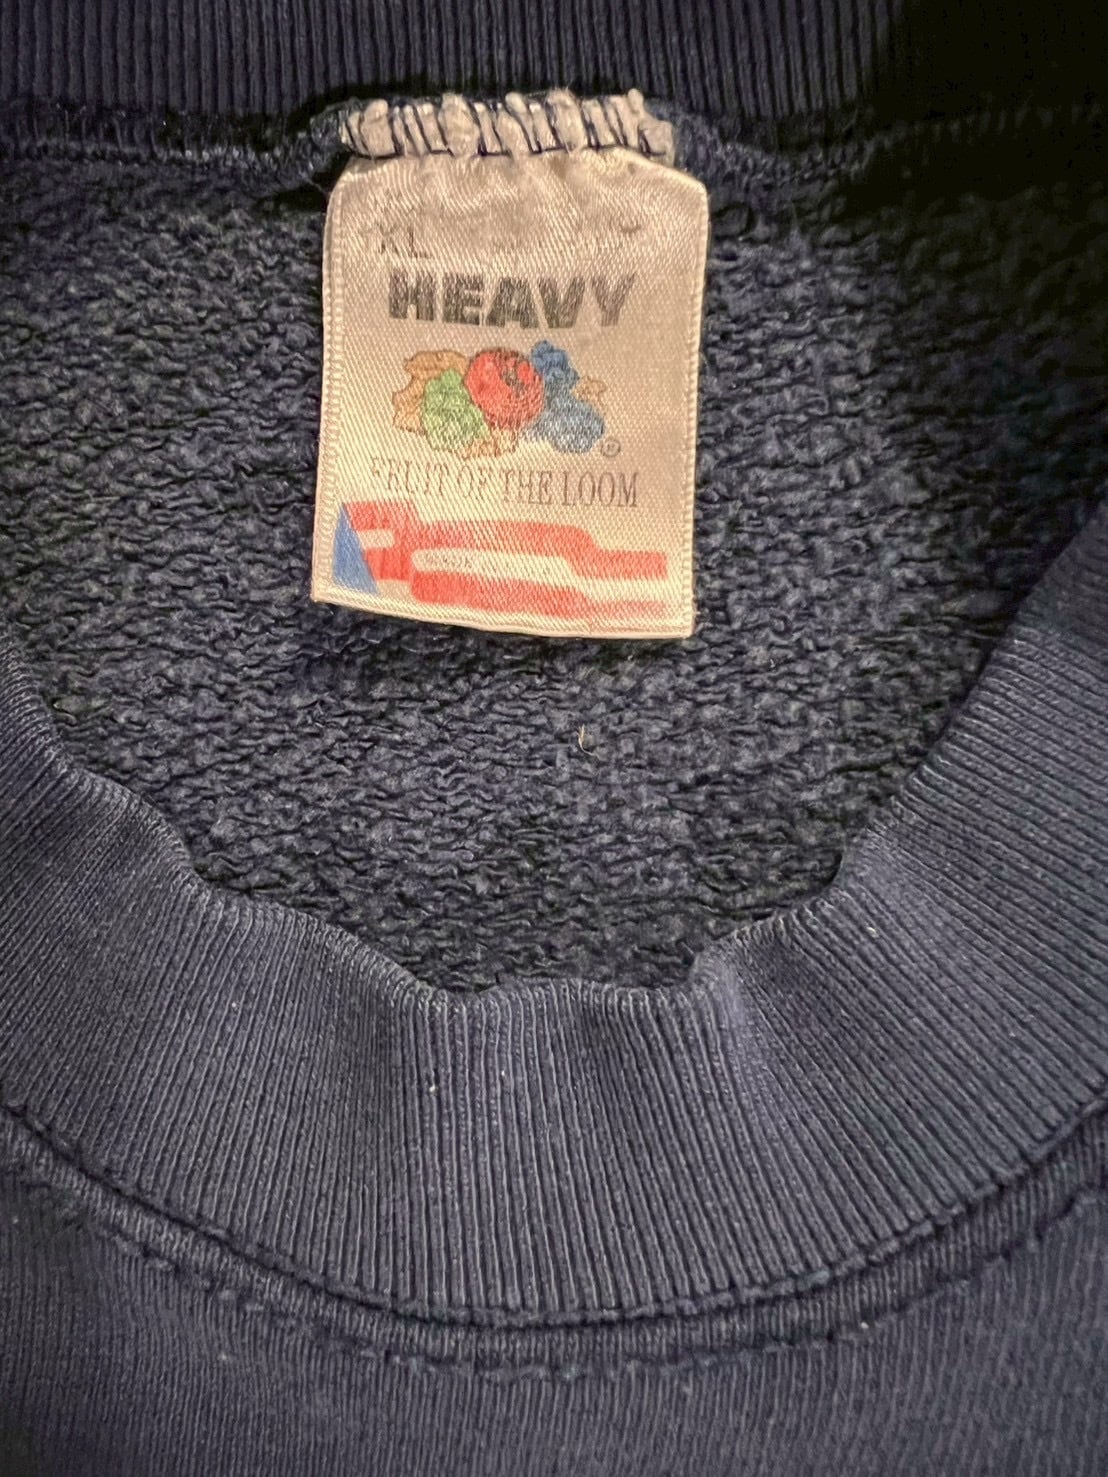 XL
HEAVY
®
FRUIT OF THE LOOM